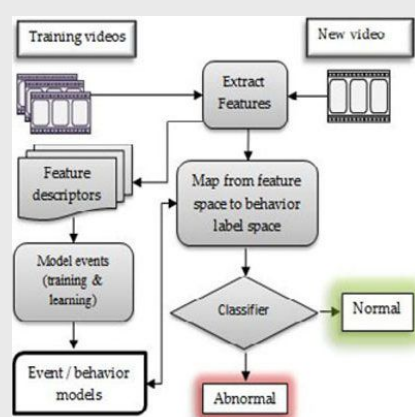 Training videos
New video
Extract
Features
Feature
descriptors
Map from feature
space to behavior
label space
Model events
(training &
learning)
Classifier
Normal
Event / behavior
models
Abnormal